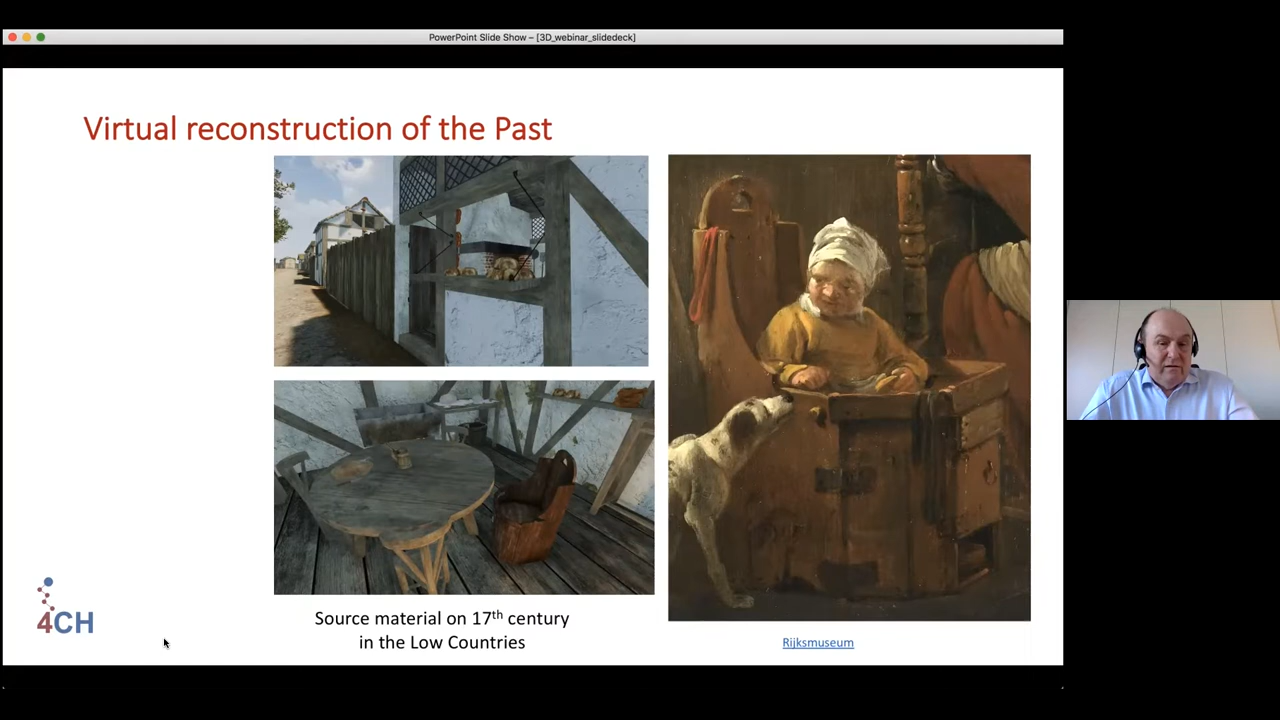 PowerPoint Slide Show – [3D_webinar_slidedeck]
Virtual reconstruction of the Past
Source material on 17th century
in the Low Countries
Rijksmuseum
4CH